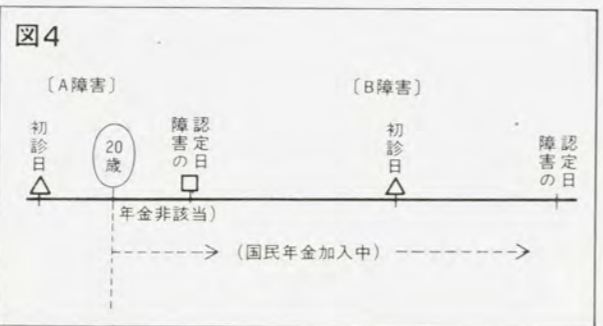 図4
〔A障害〕
〔B障害〕
初診日
20歳
障害の認定日
初診日
障害の認定日
年金非該当)
(国民年金加入中)